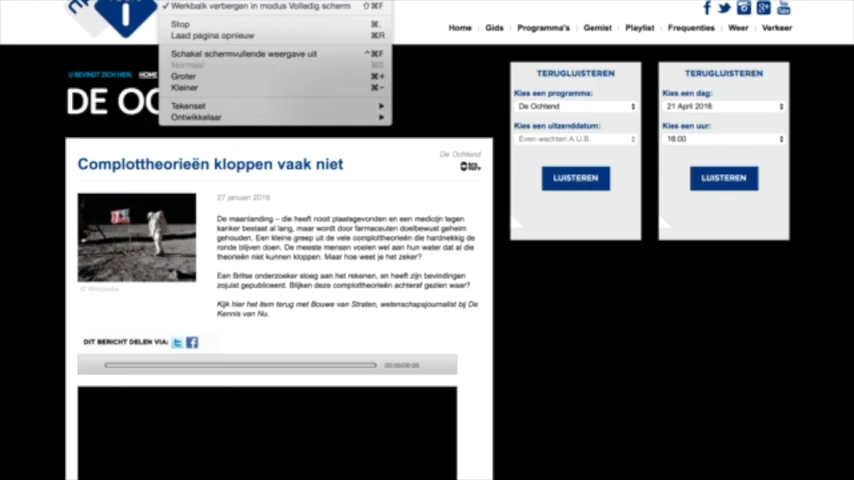 Werkbalk verbergen in modus Volledig scherm ⇧⌘F
Stop ⌘.
Laad pagina opnieuw ⌘R
Schakel schermvullende weergave uit ^⌘F
Normaal
Groter ⌘+
Kleiner ⌘−
Tekenset
Ontwikkelaar
Home Gids Programma's Gemist Playlist Frequenties Weer Verkeer
U BEVINDT ZICH HIER: HOME
DE OC
TERUGLUISTEREN
Kies een programma:
De Ochtend
Kies een uitzenddatum:
Even wachten A.U.B.
LUISTEREN
TERUGLUISTEREN
Kies een dag:
21 April 2016
Kies een uur:
16:00
LUISTEREN
De Ochtend
Complottheorieën kloppen vaak niet
27 januari 2016
De maanlanding – die heeft nooit plaatsgevonden en een medicijn tegen
kanker bestaat al lang, maar wordt door farmaceuten doelbewust geheim
gehouden. Een kleine greep uit de vele complottheorieën die hardnekkig de
ronde blijven doen. De meeste mensen voelen wel aan hun water dat al die
theorieën niet kunnen kloppen. Maar hoe weet je het zeker?
Een Britse onderzoeker sloeg aan het rekenen, en heeft zijn bevindingen
zojuist gepubliceerd. Blijken deze complottheorieën achteraf gezien waar?
Kijk hier het item terug met Bouwe van Straten, wetenschapsjournalist bij De
Kennis van Nu.
© Wikipedia
DIT BERICHT DELEN VIA:
00:00/00:00